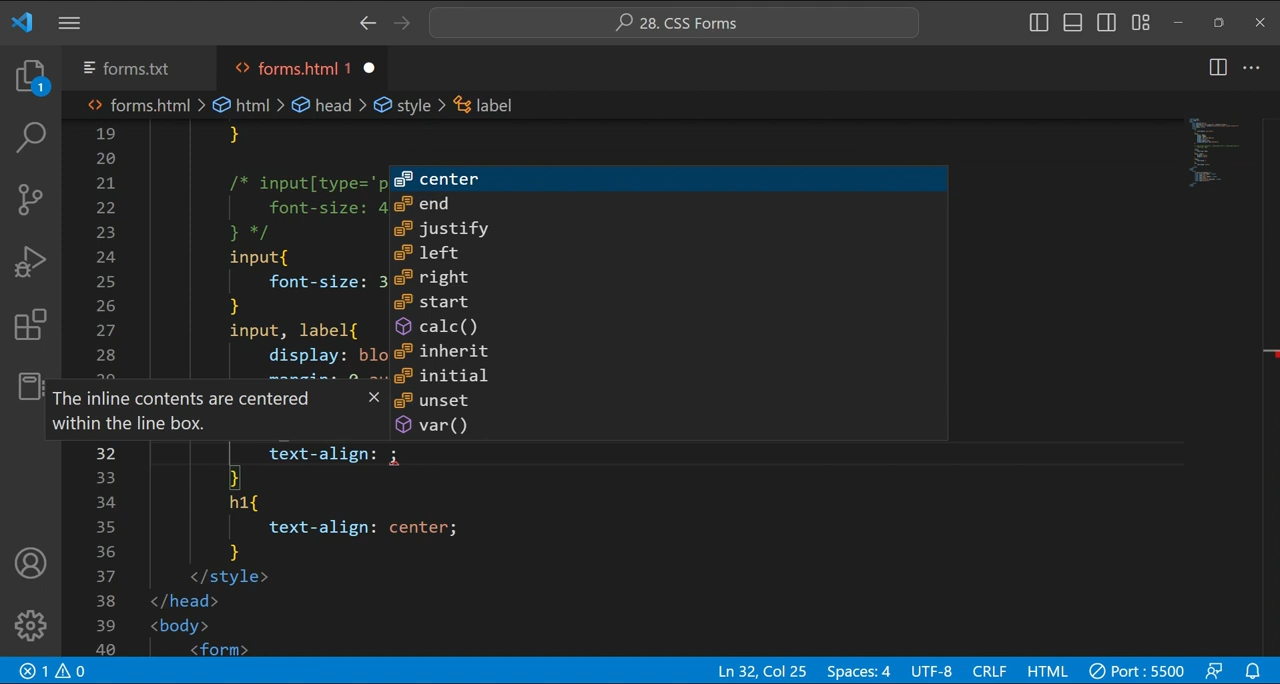 28. CSS Forms
forms.txt
forms.html 1
forms.html > html > head > style > label
1
19 }
20
21 /* input[type='p
22 font-size: 4
23 } */
24 input{
25 font-size: 3
26 }
27 input, label{
28 display: blo
center
end
justify
left
right
start
calc()
inherit
initial
unset
var()
The inline contents are centered
within the line box.
32 text-align: ;
33 }
34 h1{
35 text-align: center;
36 }
37 </style>
38 </head>
39 <body>
40 <form>
1 0
Ln 32, Col 25 Spaces: 4 UTF-8 CRLF HTML Port : 5500